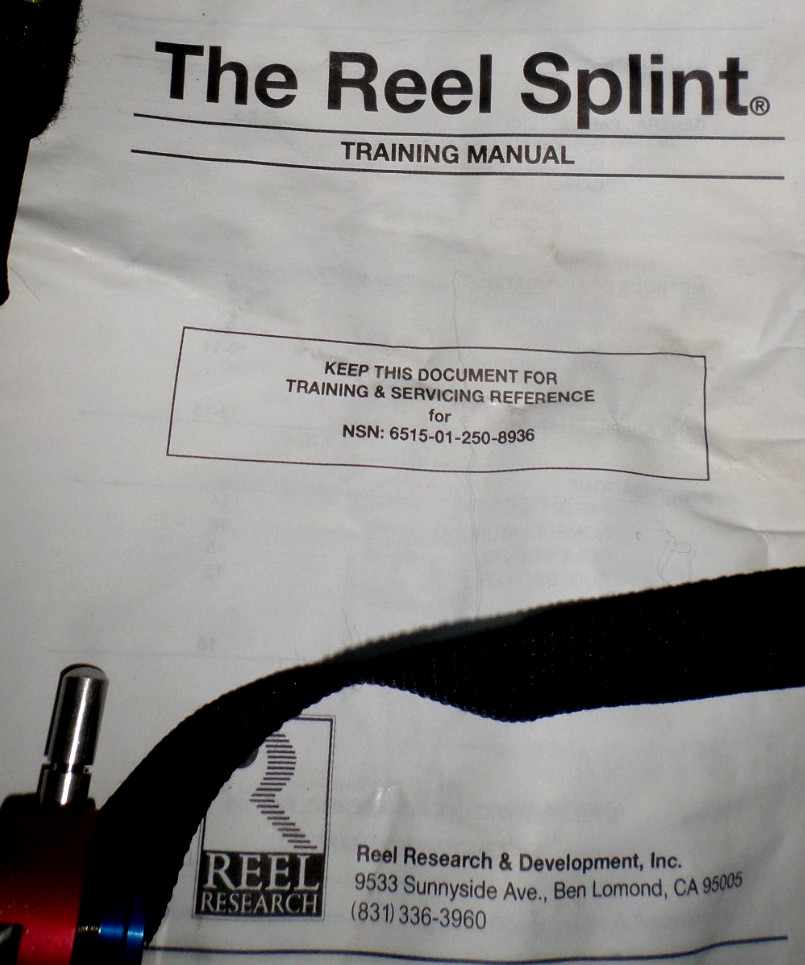 The Reel Splint®
TRAINING MANUAL
KEEP THIS DOCUMENT FOR
TRAINING & SERVICING REFERENCE
for
NSN: 6515-01-250-8936
REEL
RESEARCH
Reel Research & Development, Inc.
9533 Sunnyside Ave., Ben Lomond, CA 95005
(831) 336-3960